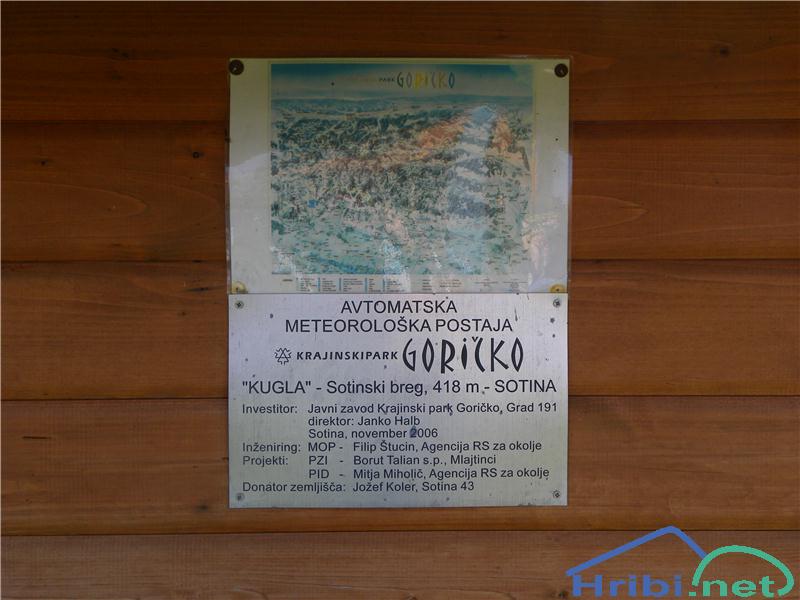 PARK GORIČKO
AVTOMATSKA
METEOROLOŠKA POSTAJA
KRAJINSKIPARK GORIČKO
"KUGLA" - Sotinski breg, 418 m - SOTINA
Investitor: Javni zavod Krajinski park Goričko, Grad 191
direktor: Janko Halb
Sotina, november 2006
Inženiring: MOP - Filip Štucin, Agencija RS za okolje
Projekti: PZI - Borut Talian s.p., Mlajtinci
PID - Mitja Miholič, Agencija RS za okolje
Donator zemljišča: Jožef Koler, Sotina 43
Hribi.net